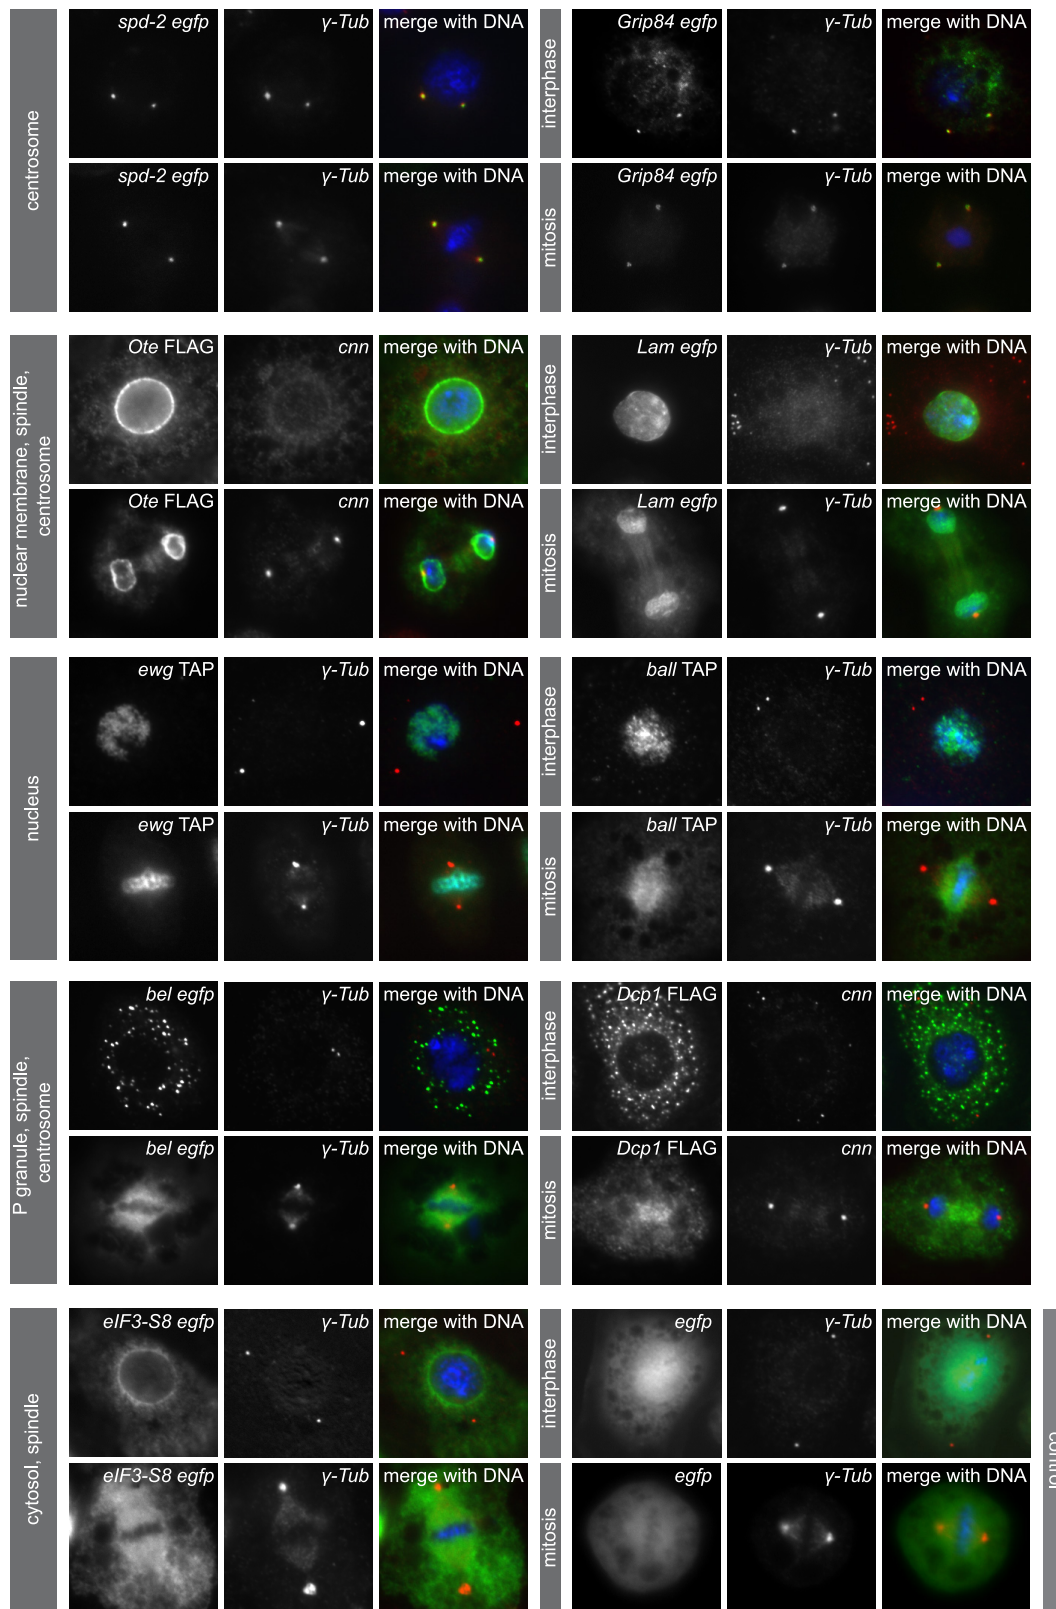 centrosome
spd-2 egfp γ-Tub merge with DNA
interphase
Grip84 egfp γ-Tub merge with DNA
spd-2 egfp γ-Tub merge with DNA
mitosis
Grip84 egfp γ-Tub merge with DNA
nuclear membrane, spindle,
centrosome
Ote FLAG cnn merge with DNA
interphase
Lam egfp γ-Tub merge with DNA
Ote FLAG cnn merge with DNA
mitosis
Lam egfp γ-Tub merge with DNA
nucleus
ewg TAP γ-Tub merge with DNA
interphase
ball TAP γ-Tub merge with DNA
ewg TAP γ-Tub merge with DNA
mitosis
ball TAP γ-Tub merge with DNA
P granule, spindle,
centrosome
bel egfp γ-Tub merge with DNA
interphase
Dcp1 FLAG cnn merge with DNA
bel egfp γ-Tub merge with DNA
mitosis
Dcp1 FLAG cnn merge with DNA
cytosol, spindle
eIF3-S8 egfp γ-Tub merge with DNA
interphase
egfp γ-Tub merge with DNA
eIF3-S8 egfp γ-Tub merge with DNA
mitosis
egfp γ-Tub merge with DNA
control